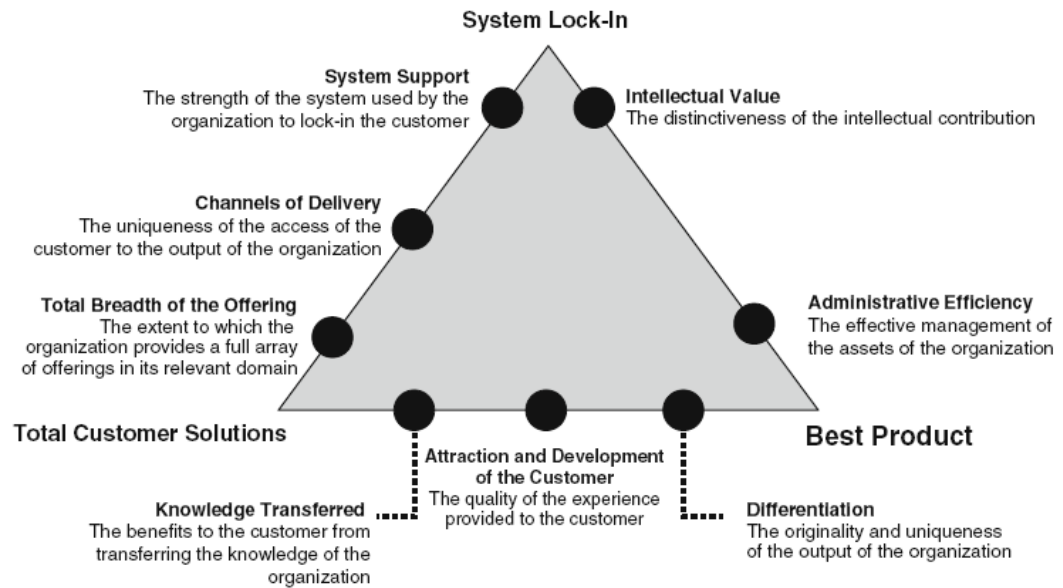 System Lock-In
System Support
The strength of the system used by the
organization to lock-in the customer
Intellectual Value
The distinctiveness of the intellectual contribution
Channels of Delivery
The uniqueness of the access of the
customer to the output of the organization
Total Breadth of the Offering
The extent to which the
organization provides a full array
of offerings in its relevant domain
Administrative Efficiency
The effective management of
the assets of the organization
Total Customer Solutions
Best Product
Attraction and Development
of the Customer
The quality of the experience
provided to the customer
Knowledge Transferred
The benefits to the customer from
transferring the knowledge of the
organization
Differentiation
The originality and uniqueness
of the output of the organization